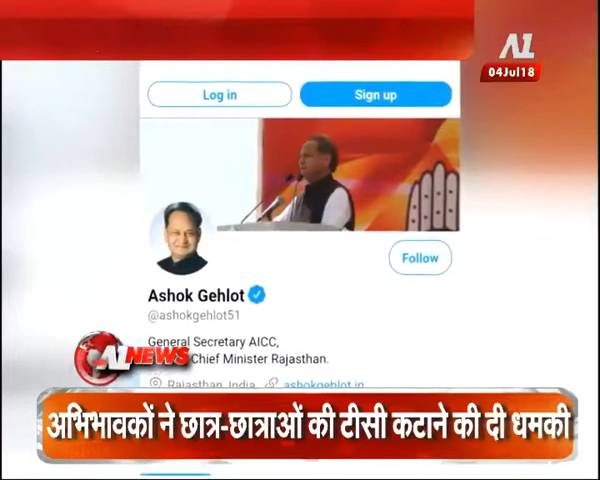 A1
04Jul18
Log in
Sign up
Follow
Ashok Gehlot
@ashokgehlot51
General Secretary AICC,
Chief Minister Rajasthan.
A1 NEWS
Rajasthan, India ashokgehlot.in
अभिभावकों ने छात्र-छात्राओं की टीसी कटाने की दी धमकी